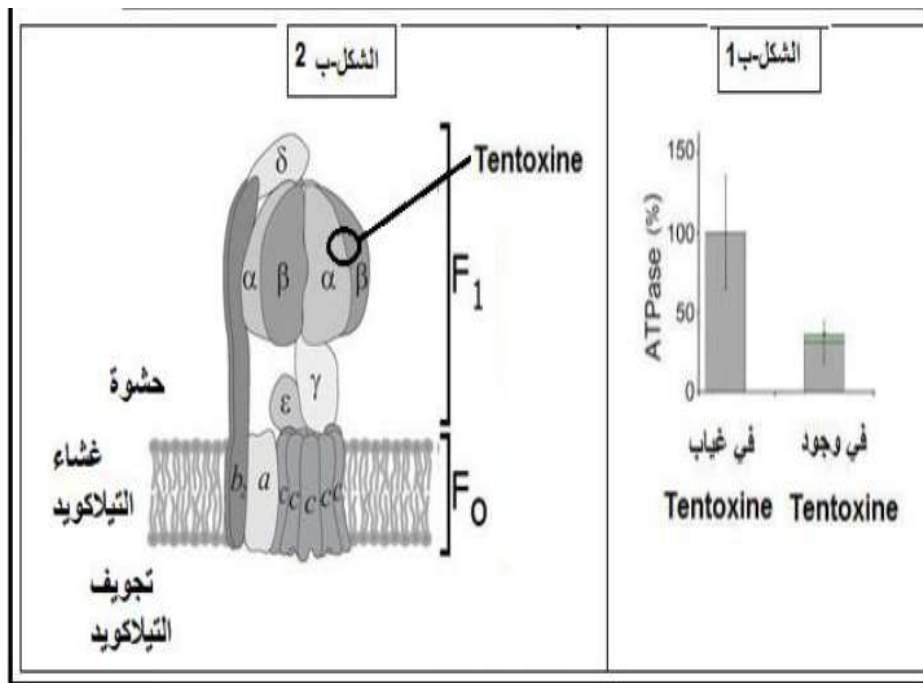 الشكل-ب1
150
100
50
0
ATPase (%)
في غياب
Tentoxine
في وجود
Tentoxine
الشكل-ب 2
Tentoxine
δ
α
β
α
β
F1
γ
ε
حشوة
غشاء
التيلاكويد
b
a
c
c
c
c
c
F0
تجويف
التيلاكويد